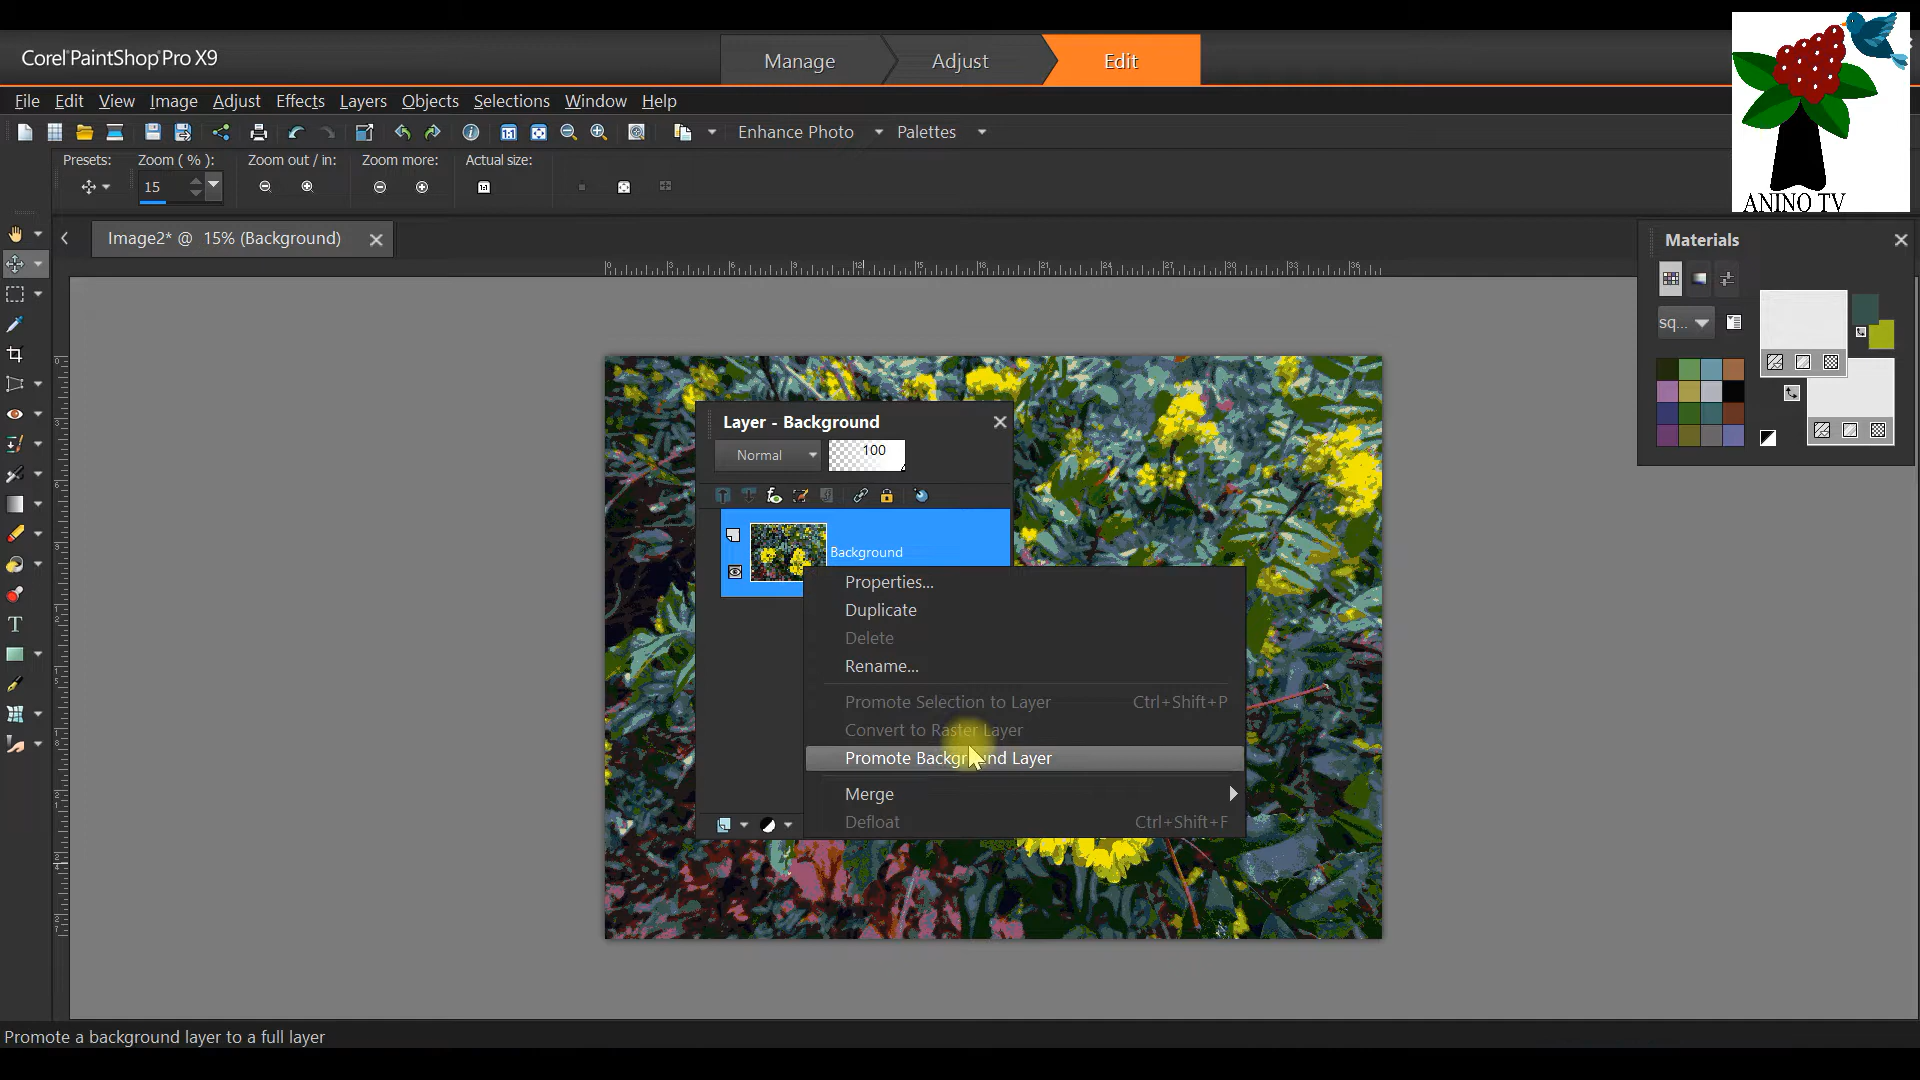 Corel PaintShop Pro X9
Manage Adjust Edit
ANINO TV
File Edit View Image Adjust Effects Layers Objects Selections Window Help
Enhance Photo Palettes
Presets: Zoom ( % ): Zoom out / in: Zoom more: Actual size:
15
Image2* @ 15% (Background)
Materials
sq...
Layer - Background
Normal 100
Background
Properties...
Duplicate
Delete
Rename...
Promote Selection to Layer Ctrl+Shift+P
Convert to Raster Layer
Promote Background Layer
Merge
Defloat Ctrl+Shift+F
Promote a background layer to a full layer